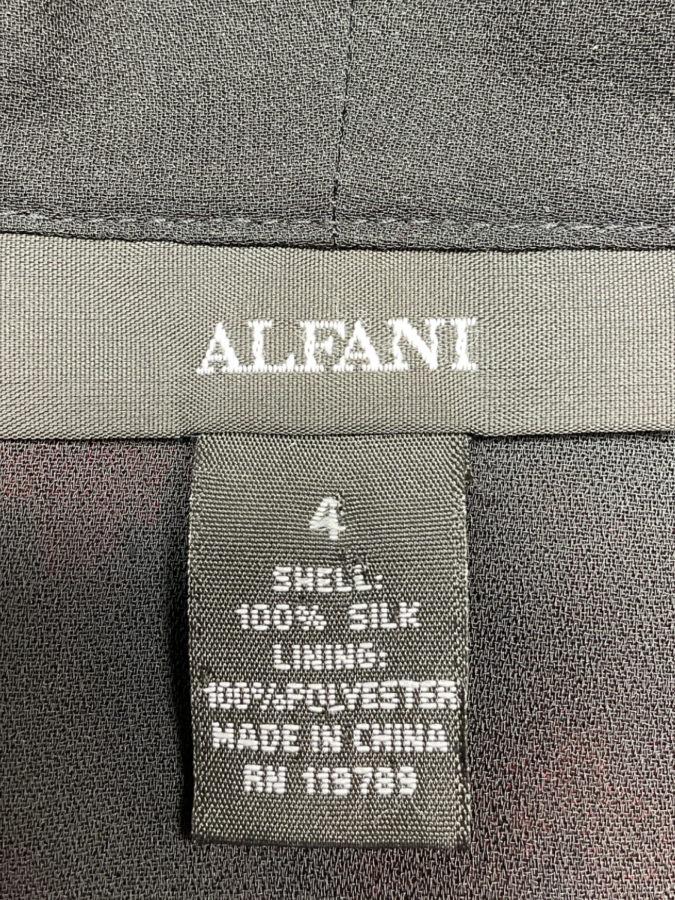 ALFANI
4
SHELL:
100% SILK
LINING:
100%POLYESTER
MADE IN CHINA
RN 119789